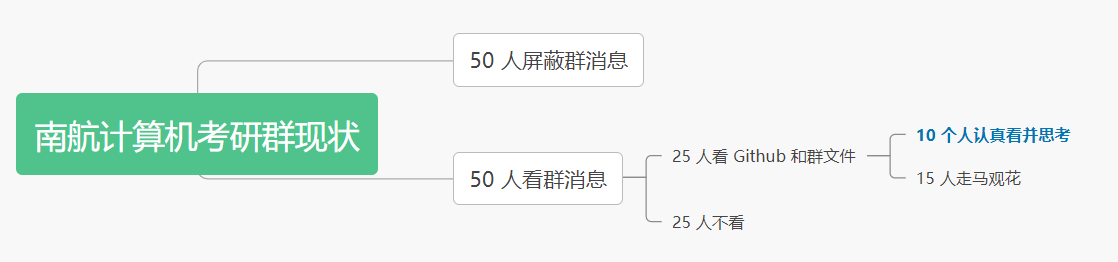 南航计算机考研群现状
50 人屏蔽群消息
50 人看群消息
25 人看 Github 和群文件
10 个人认真看并思考
15 人走马观花
25 人不看